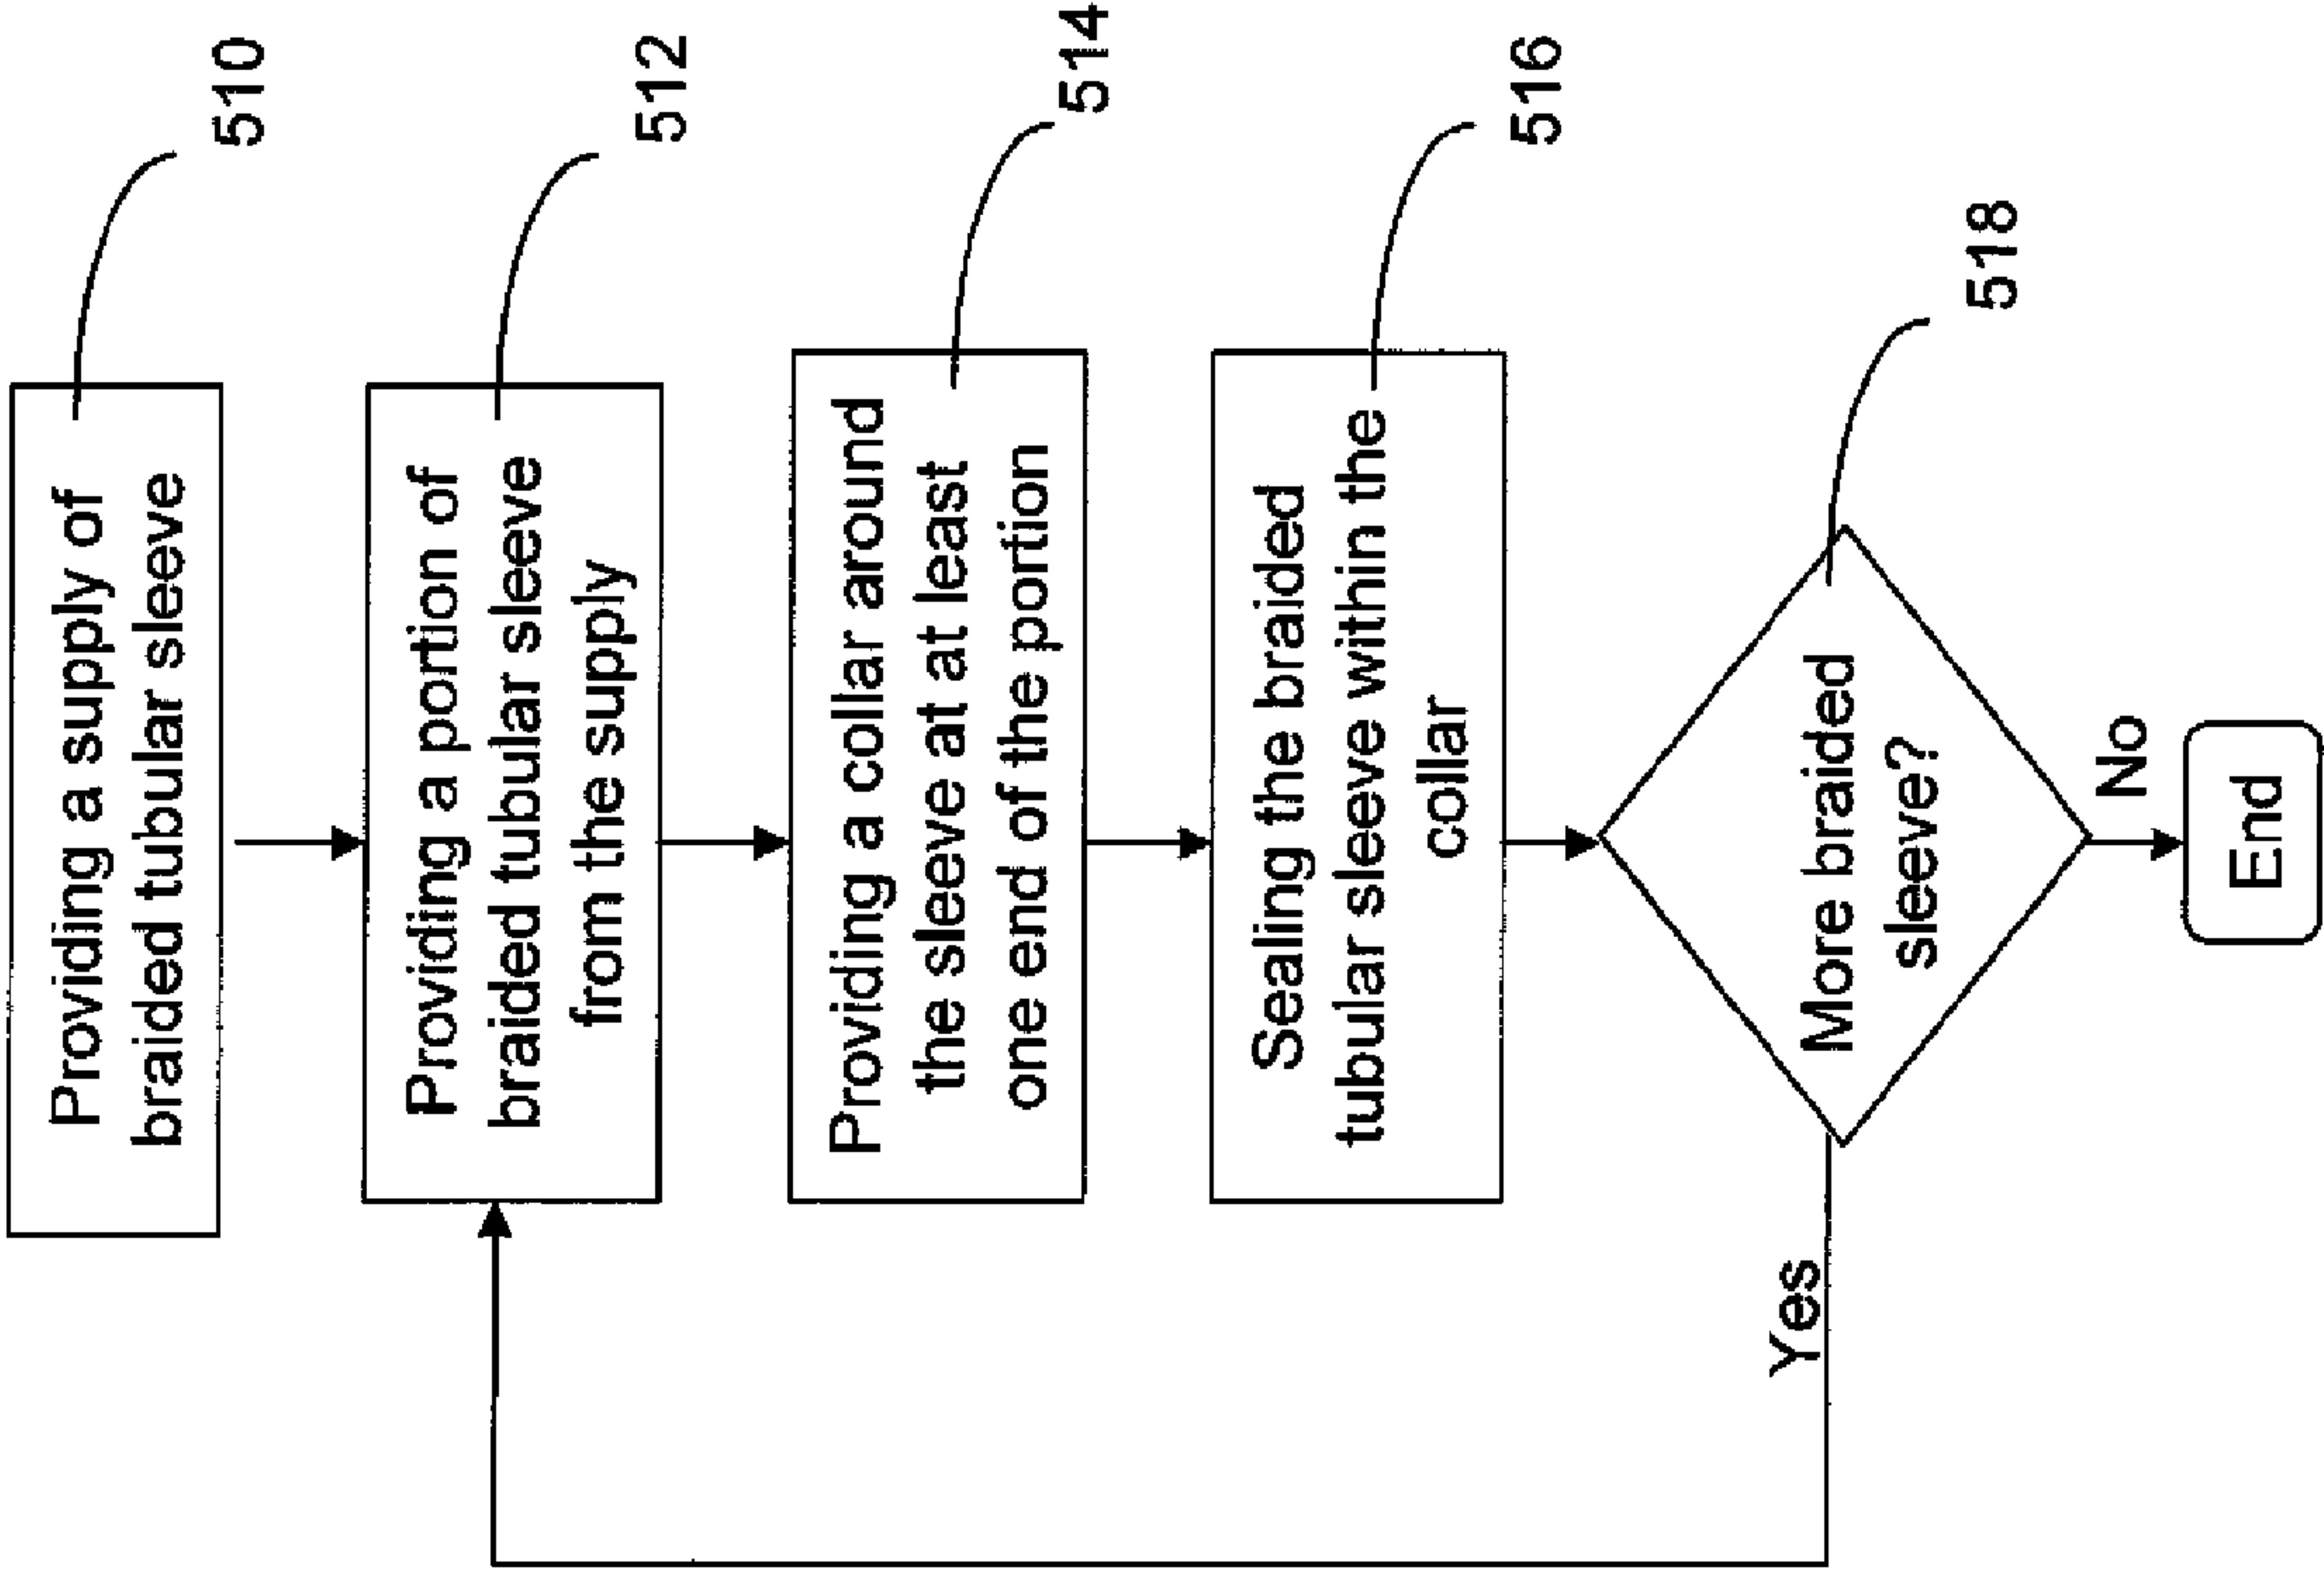 Providing a supply of
braided tubular sleeve
510
Providing a portion of
braided tubular sleeve
from the supply
512
Providing a collar around
the sleeve at at least
one end of the portion
514
Sealing the braided
tubular sleeve within the
collar
516
More braided
sleeve?
518
Yes
No
End